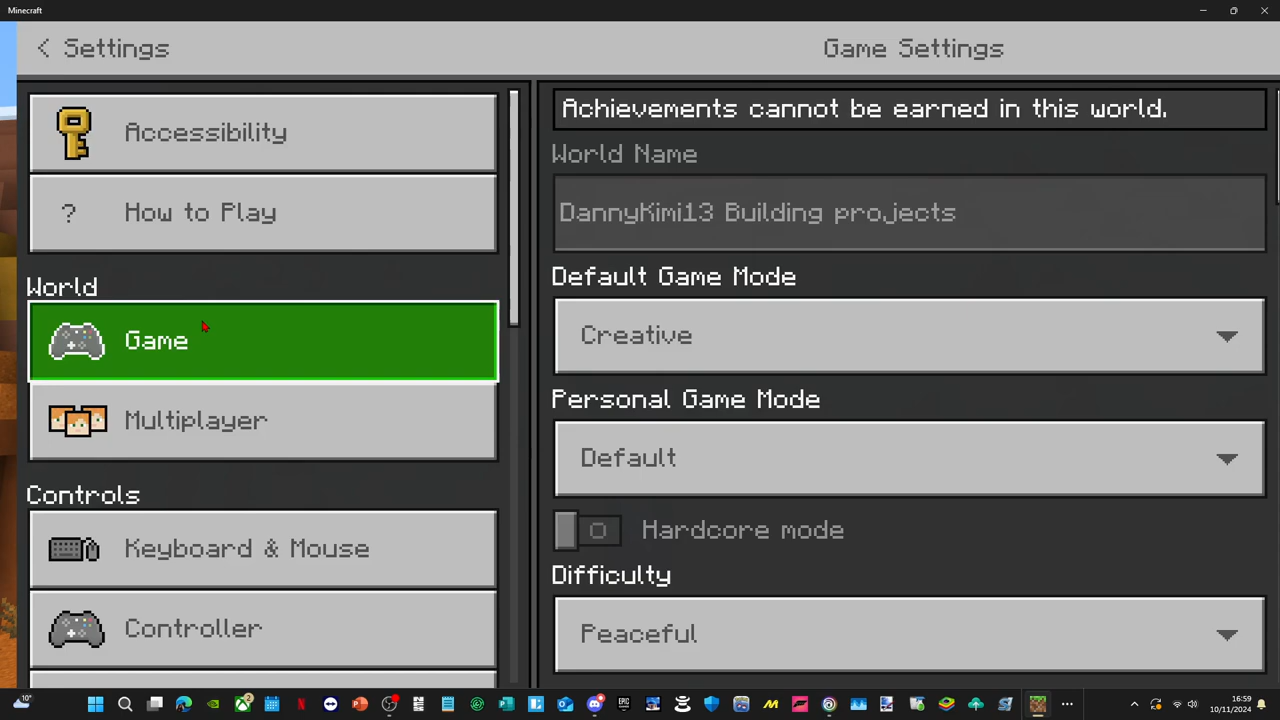 Minecraft
Settings
Game Settings
Accessibility
How to Play
World
Game
Multiplayer
Controls
Keyboard & Mouse
Controller
Achievements cannot be earned in this world.
World Name
DannyKimi13 Building projects
Default Game Mode
Creative
Personal Game Mode
Default
Hardcore mode
Difficulty
Peaceful
10°
2
16:59
10/11/2024